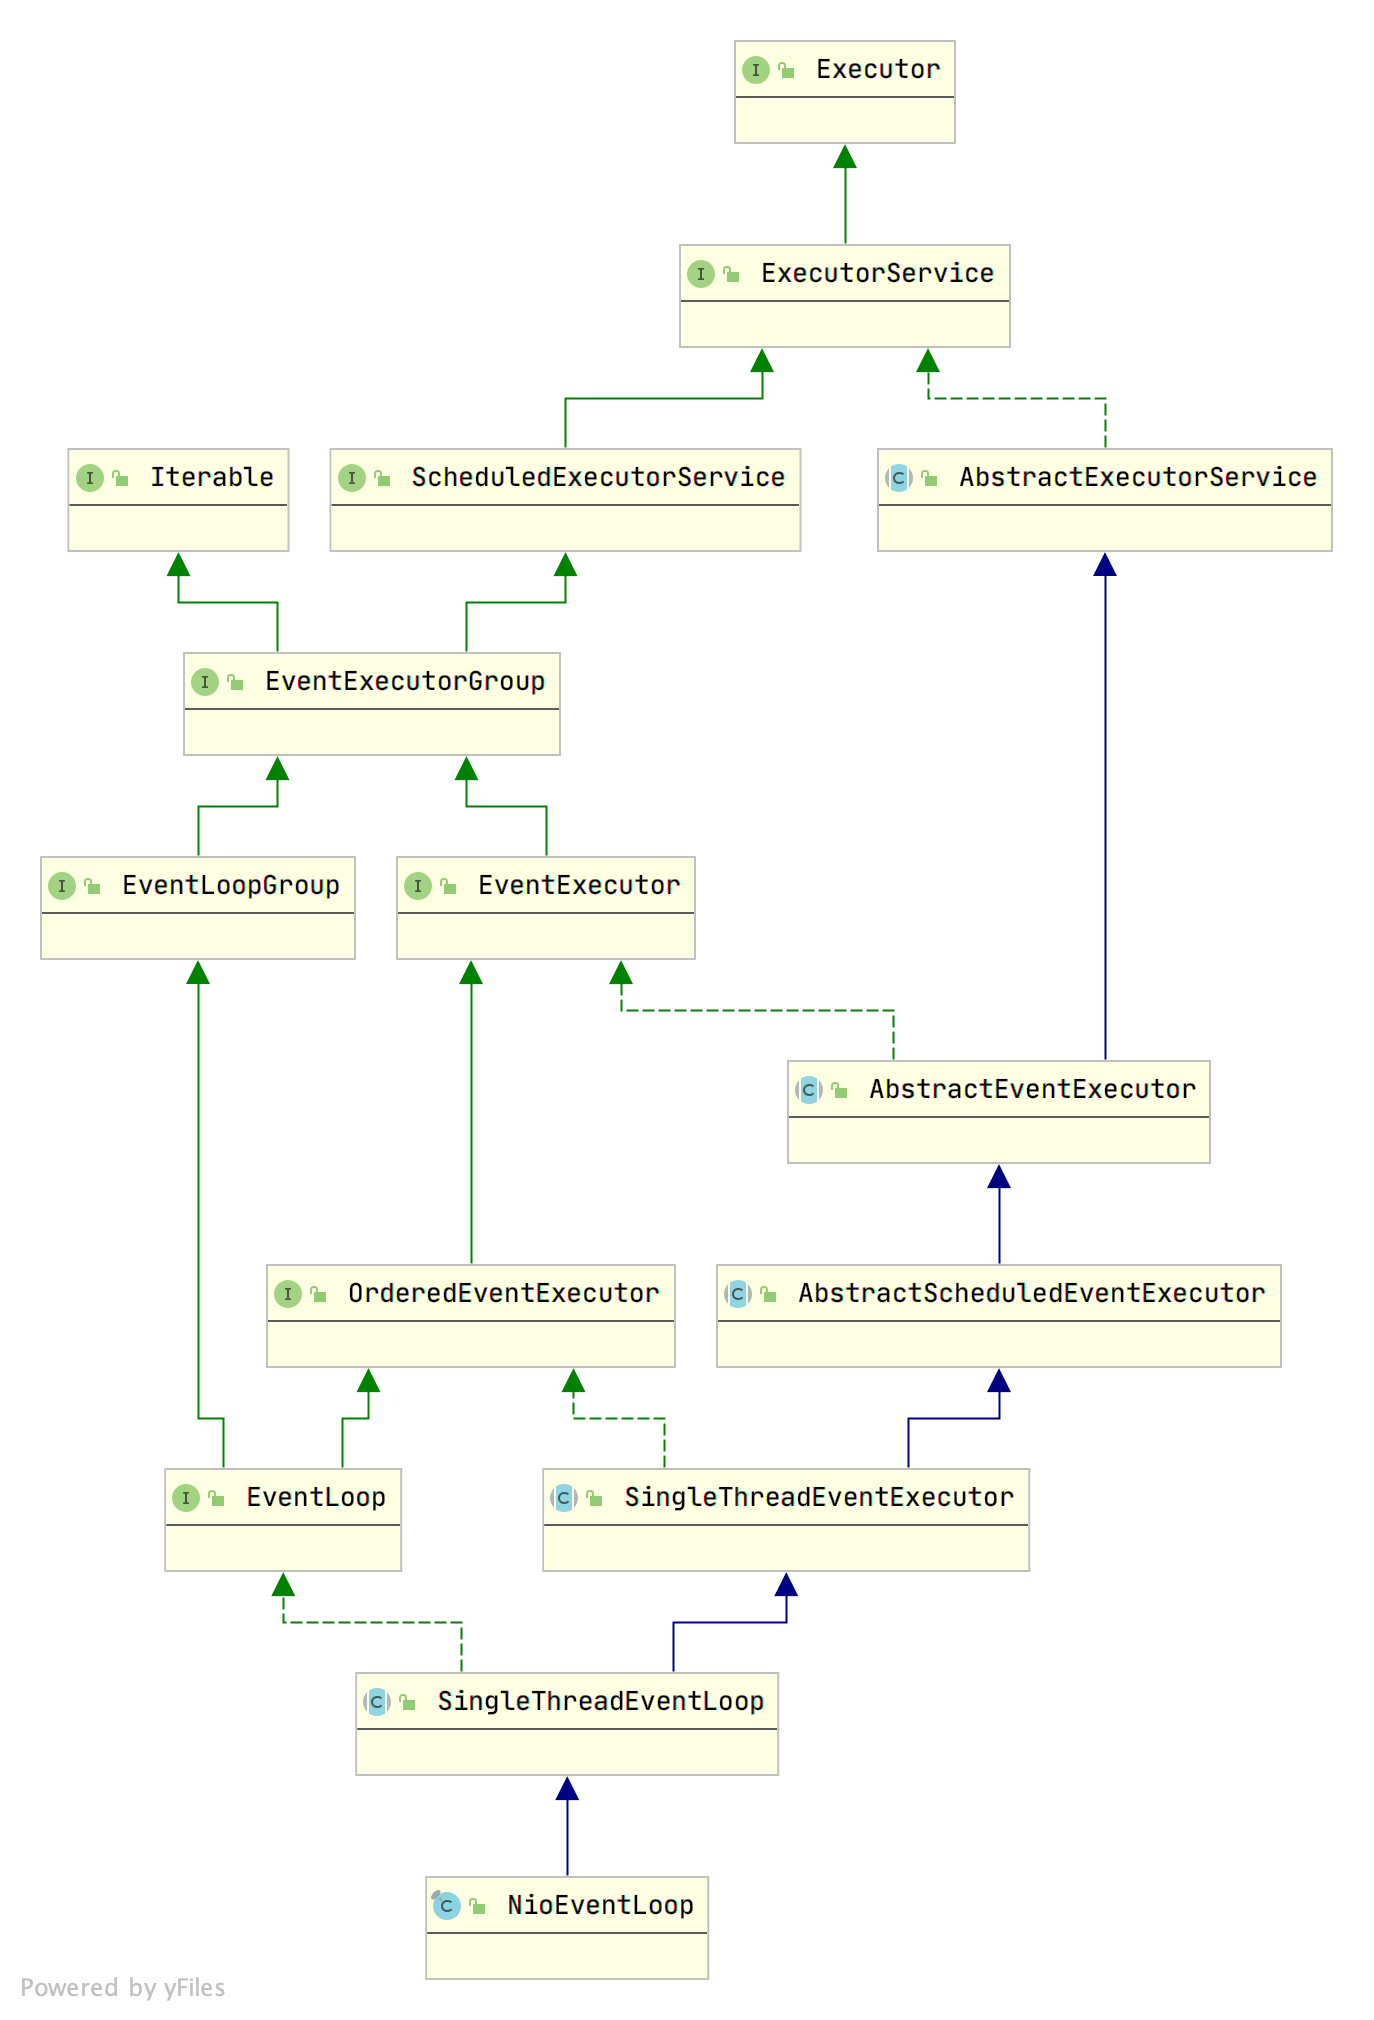 I Executor
I ExecutorService
I Iterable
I ScheduledExecutorService
C AbstractExecutorService
I EventExecutorGroup
I EventLoopGroup
I EventExecutor
C AbstractEventExecutor
I OrderedEventExecutor
C AbstractScheduledEventExecutor
I EventLoop
C SingleThreadEventExecutor
C SingleThreadEventLoop
C NioEventLoop
Powered by yFiles